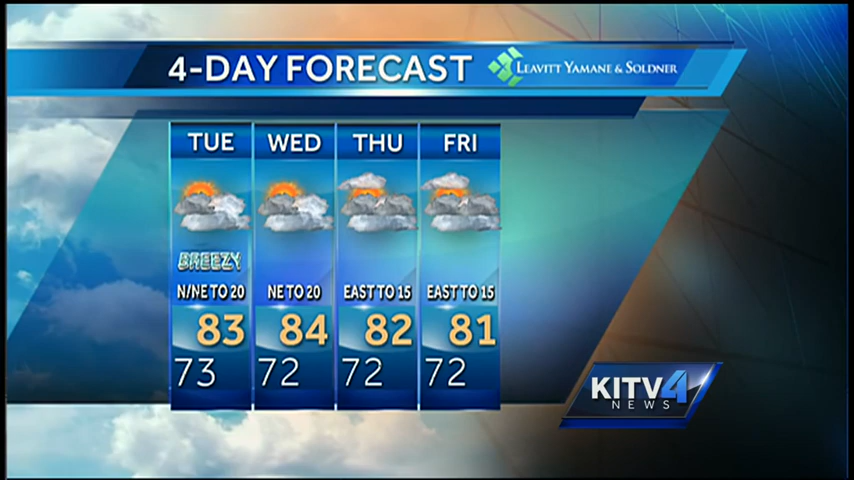 4-DAY FORECAST LEAVITT YAMANE & SOLDNER
TUE WED THU FRI
BREEZY
N/NE TO 20 NE TO 20 EAST TO 15 EAST TO 15
83 84 82 81
73 72 72 72
KITV4
NEWS